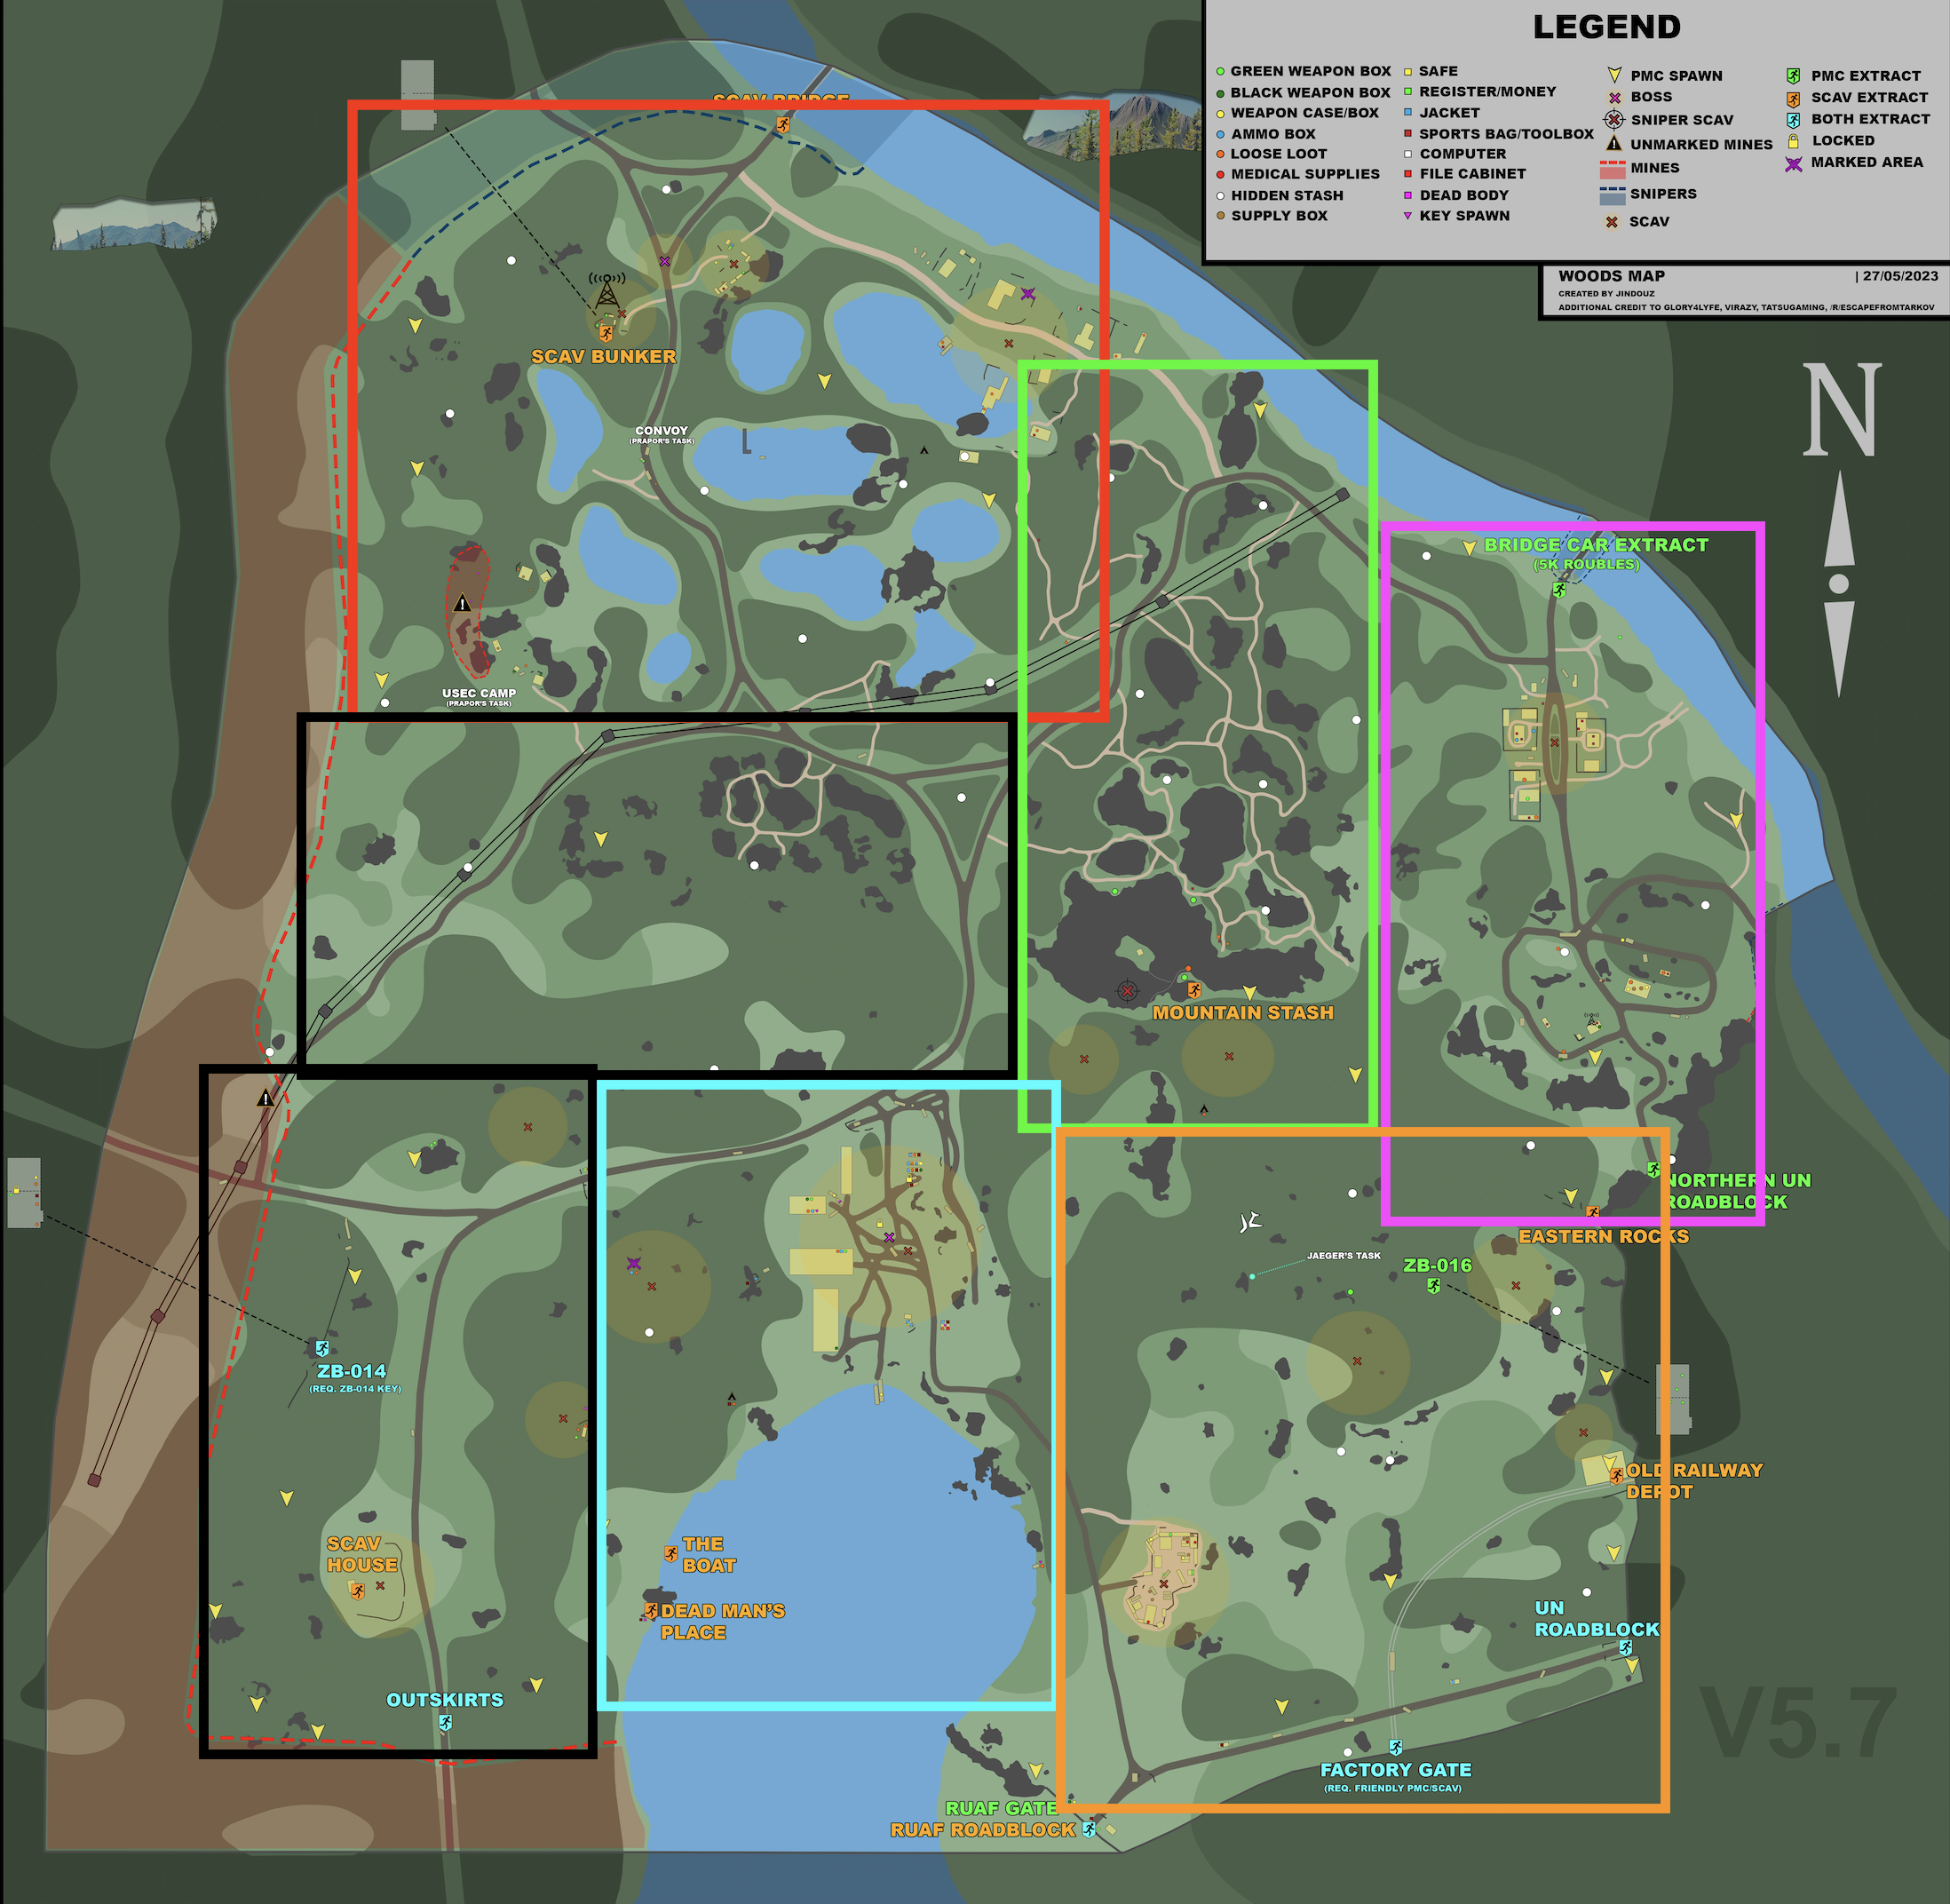 LEGEND
GREEN WEAPON BOX
BLACK WEAPON BOX
WEAPON CASE/BOX
AMMO BOX
LOOSE LOOT
MEDICAL SUPPLIES
HIDDEN STASH
SUPPLY BOX
SAFE
REGISTER/MONEY
JACKET
SPORTS BAG/TOOLBOX
COMPUTER
FILE CABINET
DEAD BODY
KEY SPAWN
PMC SPAWN
BOSS
SNIPER SCAV
UNMARKED MINES
MINES
SNIPERS
SCAV
PMC EXTRACT
SCAV EXTRACT
BOTH EXTRACT
LOCKED
MARKED AREA
WOODS MAP | 27/05/2023
CREATED BY JINDOUZ
ADDITIONAL CREDIT TO GLORY4LYFE, VIRAZY, TATSUGAMING, /R/ESCAPEFROMTARKOV
N
SCAV BRIDGE
SCAV BUNKER
CONVOY
(PRAPOR'S TASK)
USEC CAMP
(PRAPOR'S TASK)
BRIDGE CAR EXTRACT
(5K ROUBLES)
MOUNTAIN STASH
NORTHERN UN
ROADBLOCK
EASTERN ROCKS
JAEGER'S TASK
ZB-016
ZB-014
(REQ. ZB-014 KEY)
OLD RAILWAY
DEPOT
SCAV
HOUSE
THE
BOAT
DEAD MAN'S
PLACE
UN
ROADBLOCK
OUTSKIRTS
FACTORY GATE
(REQ. FRIENDLY PMC/SCAV)
RUAF GATE
RUAF ROADBLOCK
V5.7